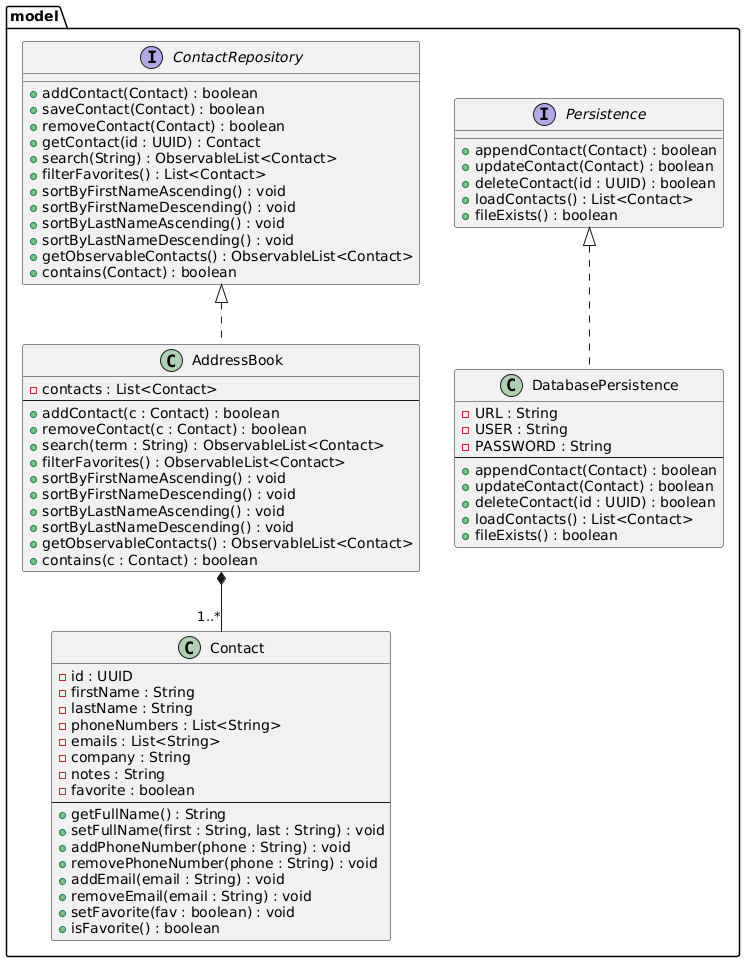 model
I ContactRepository
addContact(Contact) : boolean
saveContact(Contact) : boolean
removeContact(Contact) : boolean
getContact(id : UUID) : Contact
search(String) : ObservableList<Contact>
filterFavorites() : List<Contact>
sortByFirstNameAscending() : void
sortByFirstNameDescending() : void
sortByLastNameAscending() : void
sortByLastNameDescending() : void
getObservableContacts() : ObservableList<Contact>
contains(Contact) : boolean
I Persistence
appendContact(Contact) : boolean
updateContact(Contact) : boolean
deleteContact(id : UUID) : boolean
loadContacts() : List<Contact>
fileExists() : boolean
C AddressBook
contacts : List<Contact>
addContact(c : Contact) : boolean
removeContact(c : Contact) : boolean
search(term : String) : ObservableList<Contact>
filterFavorites() : ObservableList<Contact>
sortByFirstNameAscending() : void
sortByFirstNameDescending() : void
sortByLastNameAscending() : void
sortByLastNameDescending() : void
getObservableContacts() : ObservableList<Contact>
contains(c : Contact) : boolean
C DatabasePersistence
URL : String
USER : String
PASSWORD : String
appendContact(Contact) : boolean
updateContact(Contact) : boolean
deleteContact(id : UUID) : boolean
loadContacts() : List<Contact>
fileExists() : boolean
1..*
C Contact
id : UUID
firstName : String
lastName : String
phoneNumbers : List<String>
emails : List<String>
company : String
notes : String
favorite : boolean
getFullName() : String
setFullName(first : String, last : String) : void
addPhoneNumber(phone : String) : void
removePhoneNumber(phone : String) : void
addEmail(email : String) : void
removeEmail(email : String) : void
setFavorite(fav : boolean) : void
isFavorite() : boolean